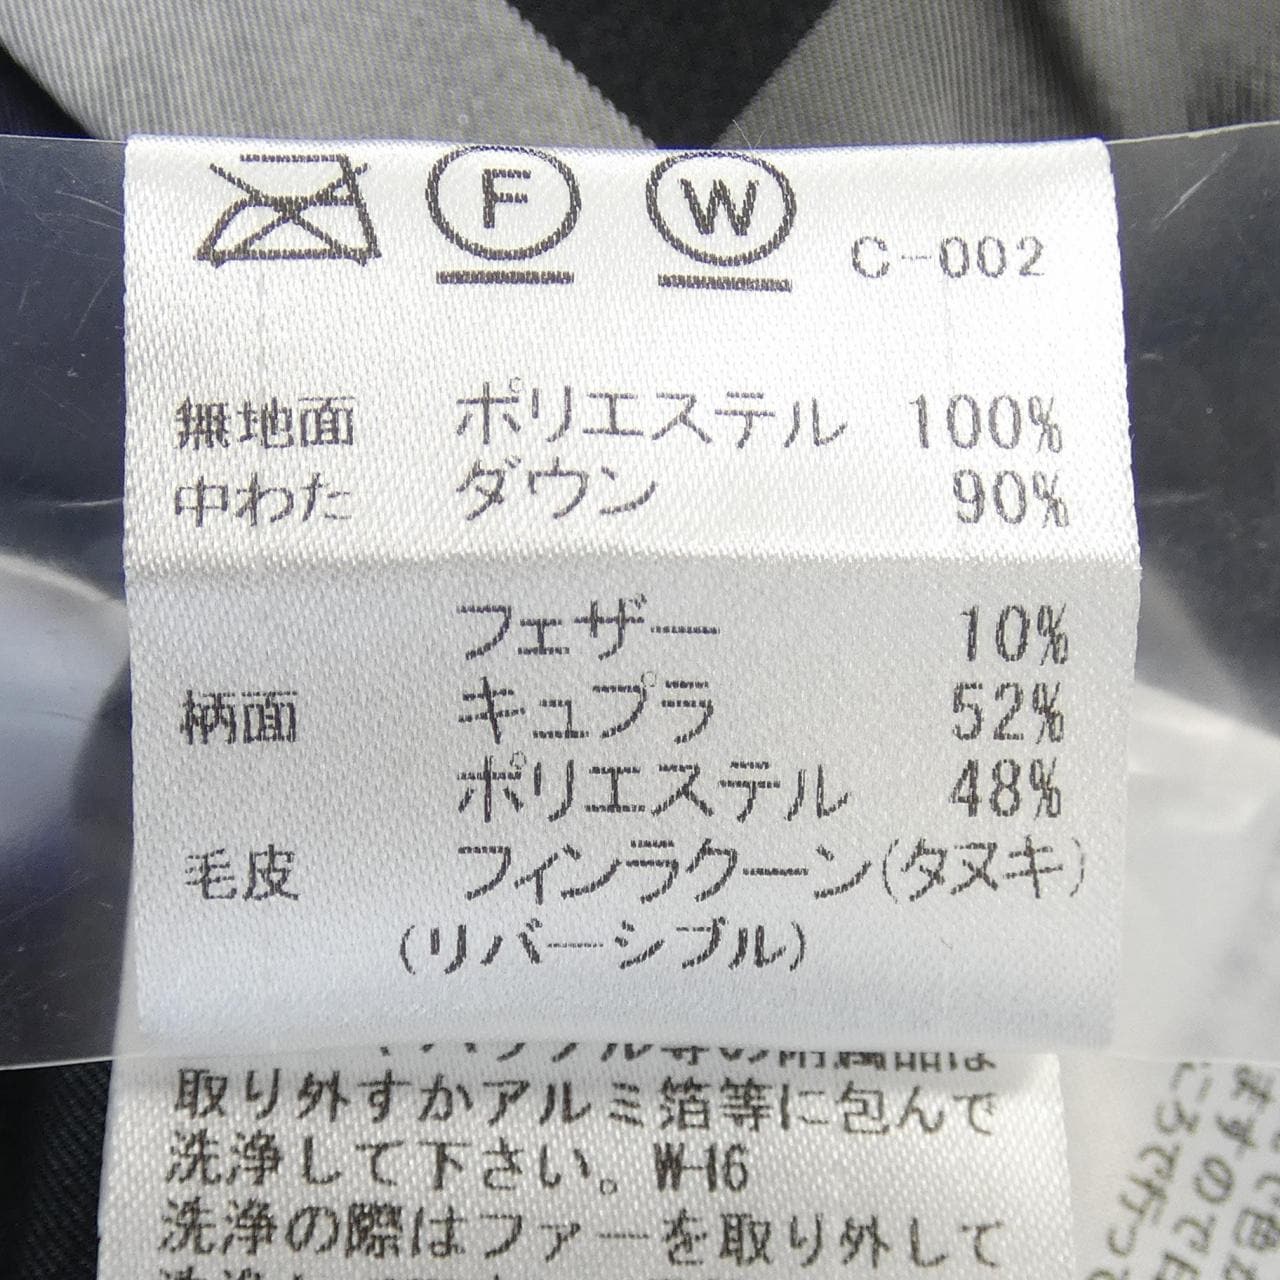 F W C-002
無地面 ポリエステル 100%
中わた ダウン 90%
フェザー 10%
柄面 キュプラ 52%
ポリエステル 48%
毛皮 フィンラクーン(タヌキ)
(リバーシブル)
取り外すかアルミ箔等に包んで
洗浄して下さい。W-16
洗浄の際はファーを取り外して